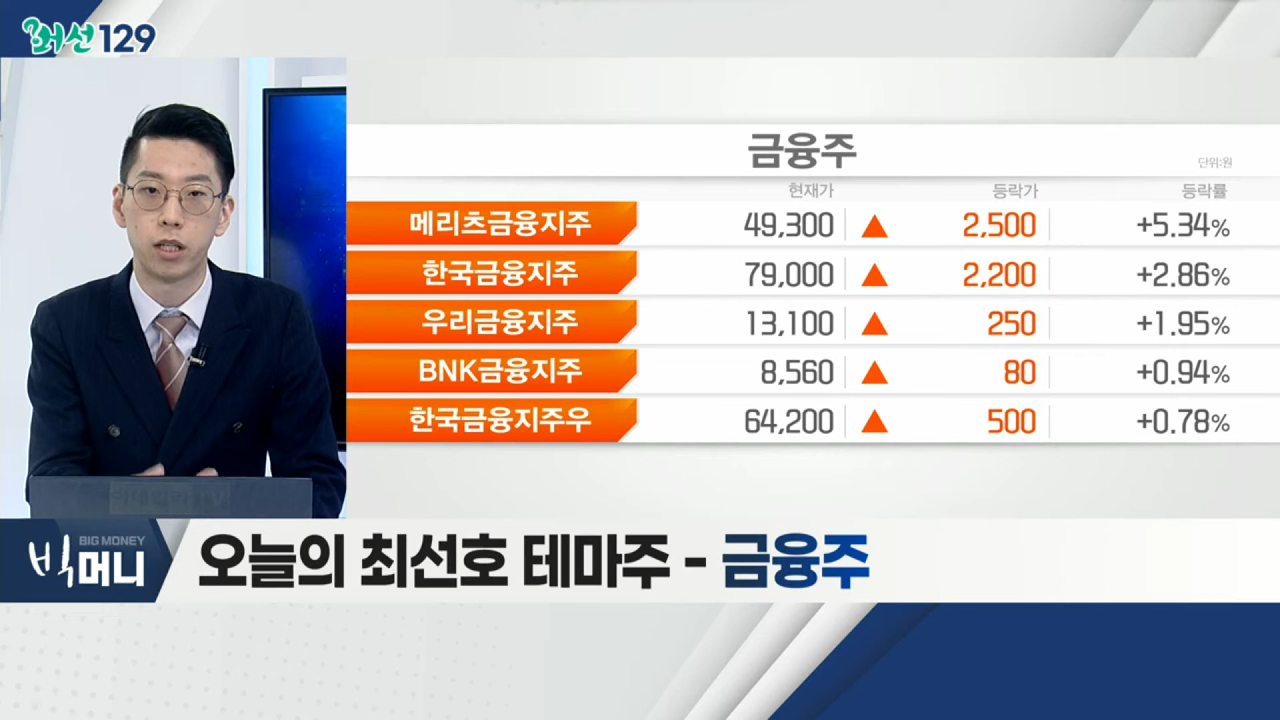 최선129
금융주
단위:원
현재가 등락가 등락률
메리츠금융지주 49,300 ▲ 2,500 +5.34%
한국금융지주 79,000 ▲ 2,200 +2.86%
우리금융지주 13,100 ▲ 250 +1.95%
BNK금융지주 8,560 ▲ 80 +0.94%
한국금융지주우 64,200 ▲ 500 +0.78%
BIG MONEY
빅머니
오늘의 최선호 테마주 - 금융주